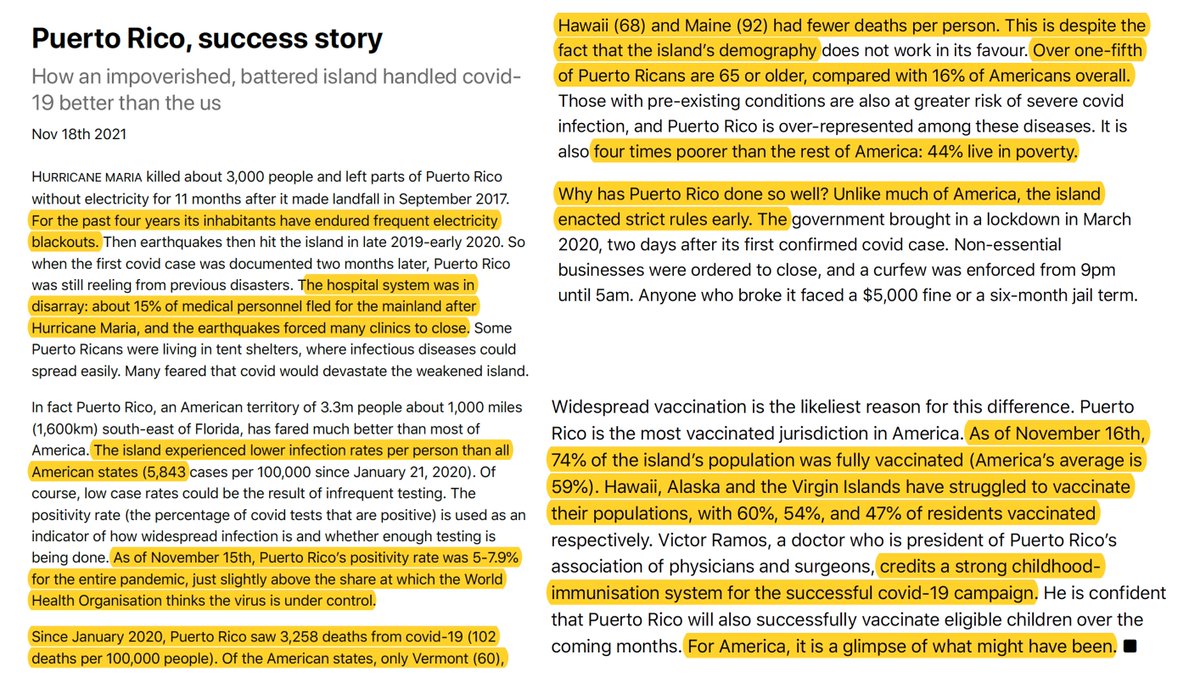 Puerto Rico, success story
How an impoverished, battered island handled covid-
19 better than the us
Nov 18th 2021
HURRICANE MARIA killed about 3,000 people and left parts of Puerto Rico
without electricity for 11 months after it made landfall in September 2017.
For the past four years its inhabitants have endured frequent electricity
blackouts. Then earthquakes then hit the island in late 2019-early 2020. So
when the first covid case was documented two months later, Puerto Rico
was still reeling from previous disasters. The hospital system was in
disarray: about 15% of medical personnel fled for the mainland after
Hurricane Maria, and the earthquakes forced many clinics to close. Some
Puerto Ricans were living in tent shelters, where infectious diseases could
spread easily. Many feared that covid would devastate the weakened island.
In fact Puerto Rico, an American territory of 3.3m people about 1,000 miles
(1,600km) south-east of Florida, has fared much better than most of
America. The island experienced lower infection rates per person than all
American states (5,843 cases per 100,000 since January 21, 2020). Of
course, low case rates could be the result of infrequent testing. The
positivity rate (the percentage of covid tests that are positive) is used as an
indicator of how widespread infection is and whether enough testing is
being done. As of November 15th, Puerto Rico's positivity rate was 5-7.9%
for the entire pandemic, just slightly above the share at which the World
Health Organisation thinks the virus is under control.
Since January 2020, Puerto Rico saw 3,258 deaths from covid-19 (102
deaths per 100,000 people). Of the American states, only Vermont (60),
Hawaii (68) and Maine (92) had fewer deaths per person. This is despite the
fact that the island's demography does not work in its favour. Over one-fifth
of Puerto Ricans are 65 or older, compared with 16% of Americans overall.
Those with pre-existing conditions are also at greater risk of severe covid
infection, and Puerto Rico is over-represented among these diseases. It is
also four times poorer than the rest of America: 44% live in poverty.
Why has Puerto Rico done so well? Unlike much of America, the island
enacted strict rules early. The government brought in a lockdown in March
2020, two days after its first confirmed covid case. Non-essential
businesses were ordered to close, and a curfew was enforced from 9pm
until 5am. Anyone who broke it faced a $5,000 fine or a six-month jail term.
Widespread vaccination is the likeliest reason for this difference. Puerto
Rico is the most vaccinated jurisdiction in America. As of November 16th,
74% of the island's population was fully vaccinated (America's average is
59%). Hawaii, Alaska and the Virgin Islands have struggled to vaccinate
their populations, with 60%, 54%, and 47% of residents vaccinated
respectively. Victor Ramos, a doctor who is president of Puerto Rico's
association of physicians and surgeons, credits a strong childhood-
immunisation system for the successful covid-19 campaign. He is confident
that Puerto Rico will also successfully vaccinate eligible children over the
coming months. For America, it is a glimpse of what might have been. ■